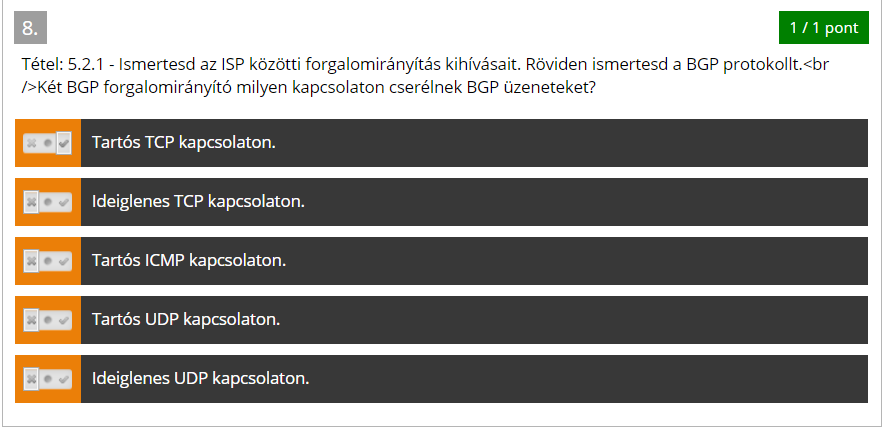 8.
1 / 1 pont
Tétel: 5.2.1 - Ismertesd az ISP közötti forgalomirányítás kihívásait. Röviden ismertesd a BGP protokollt.<br
/>Két BGP forgalomirányító milyen kapcsolaton cserélnek BGP üzeneteket?
Tartós TCP kapcsolaton.
Ideiglenes TCP kapcsolaton.
Tartós ICMP kapcsolaton.
Tartós UDP kapcsolaton.
Ideiglenes UDP kapcsolaton.